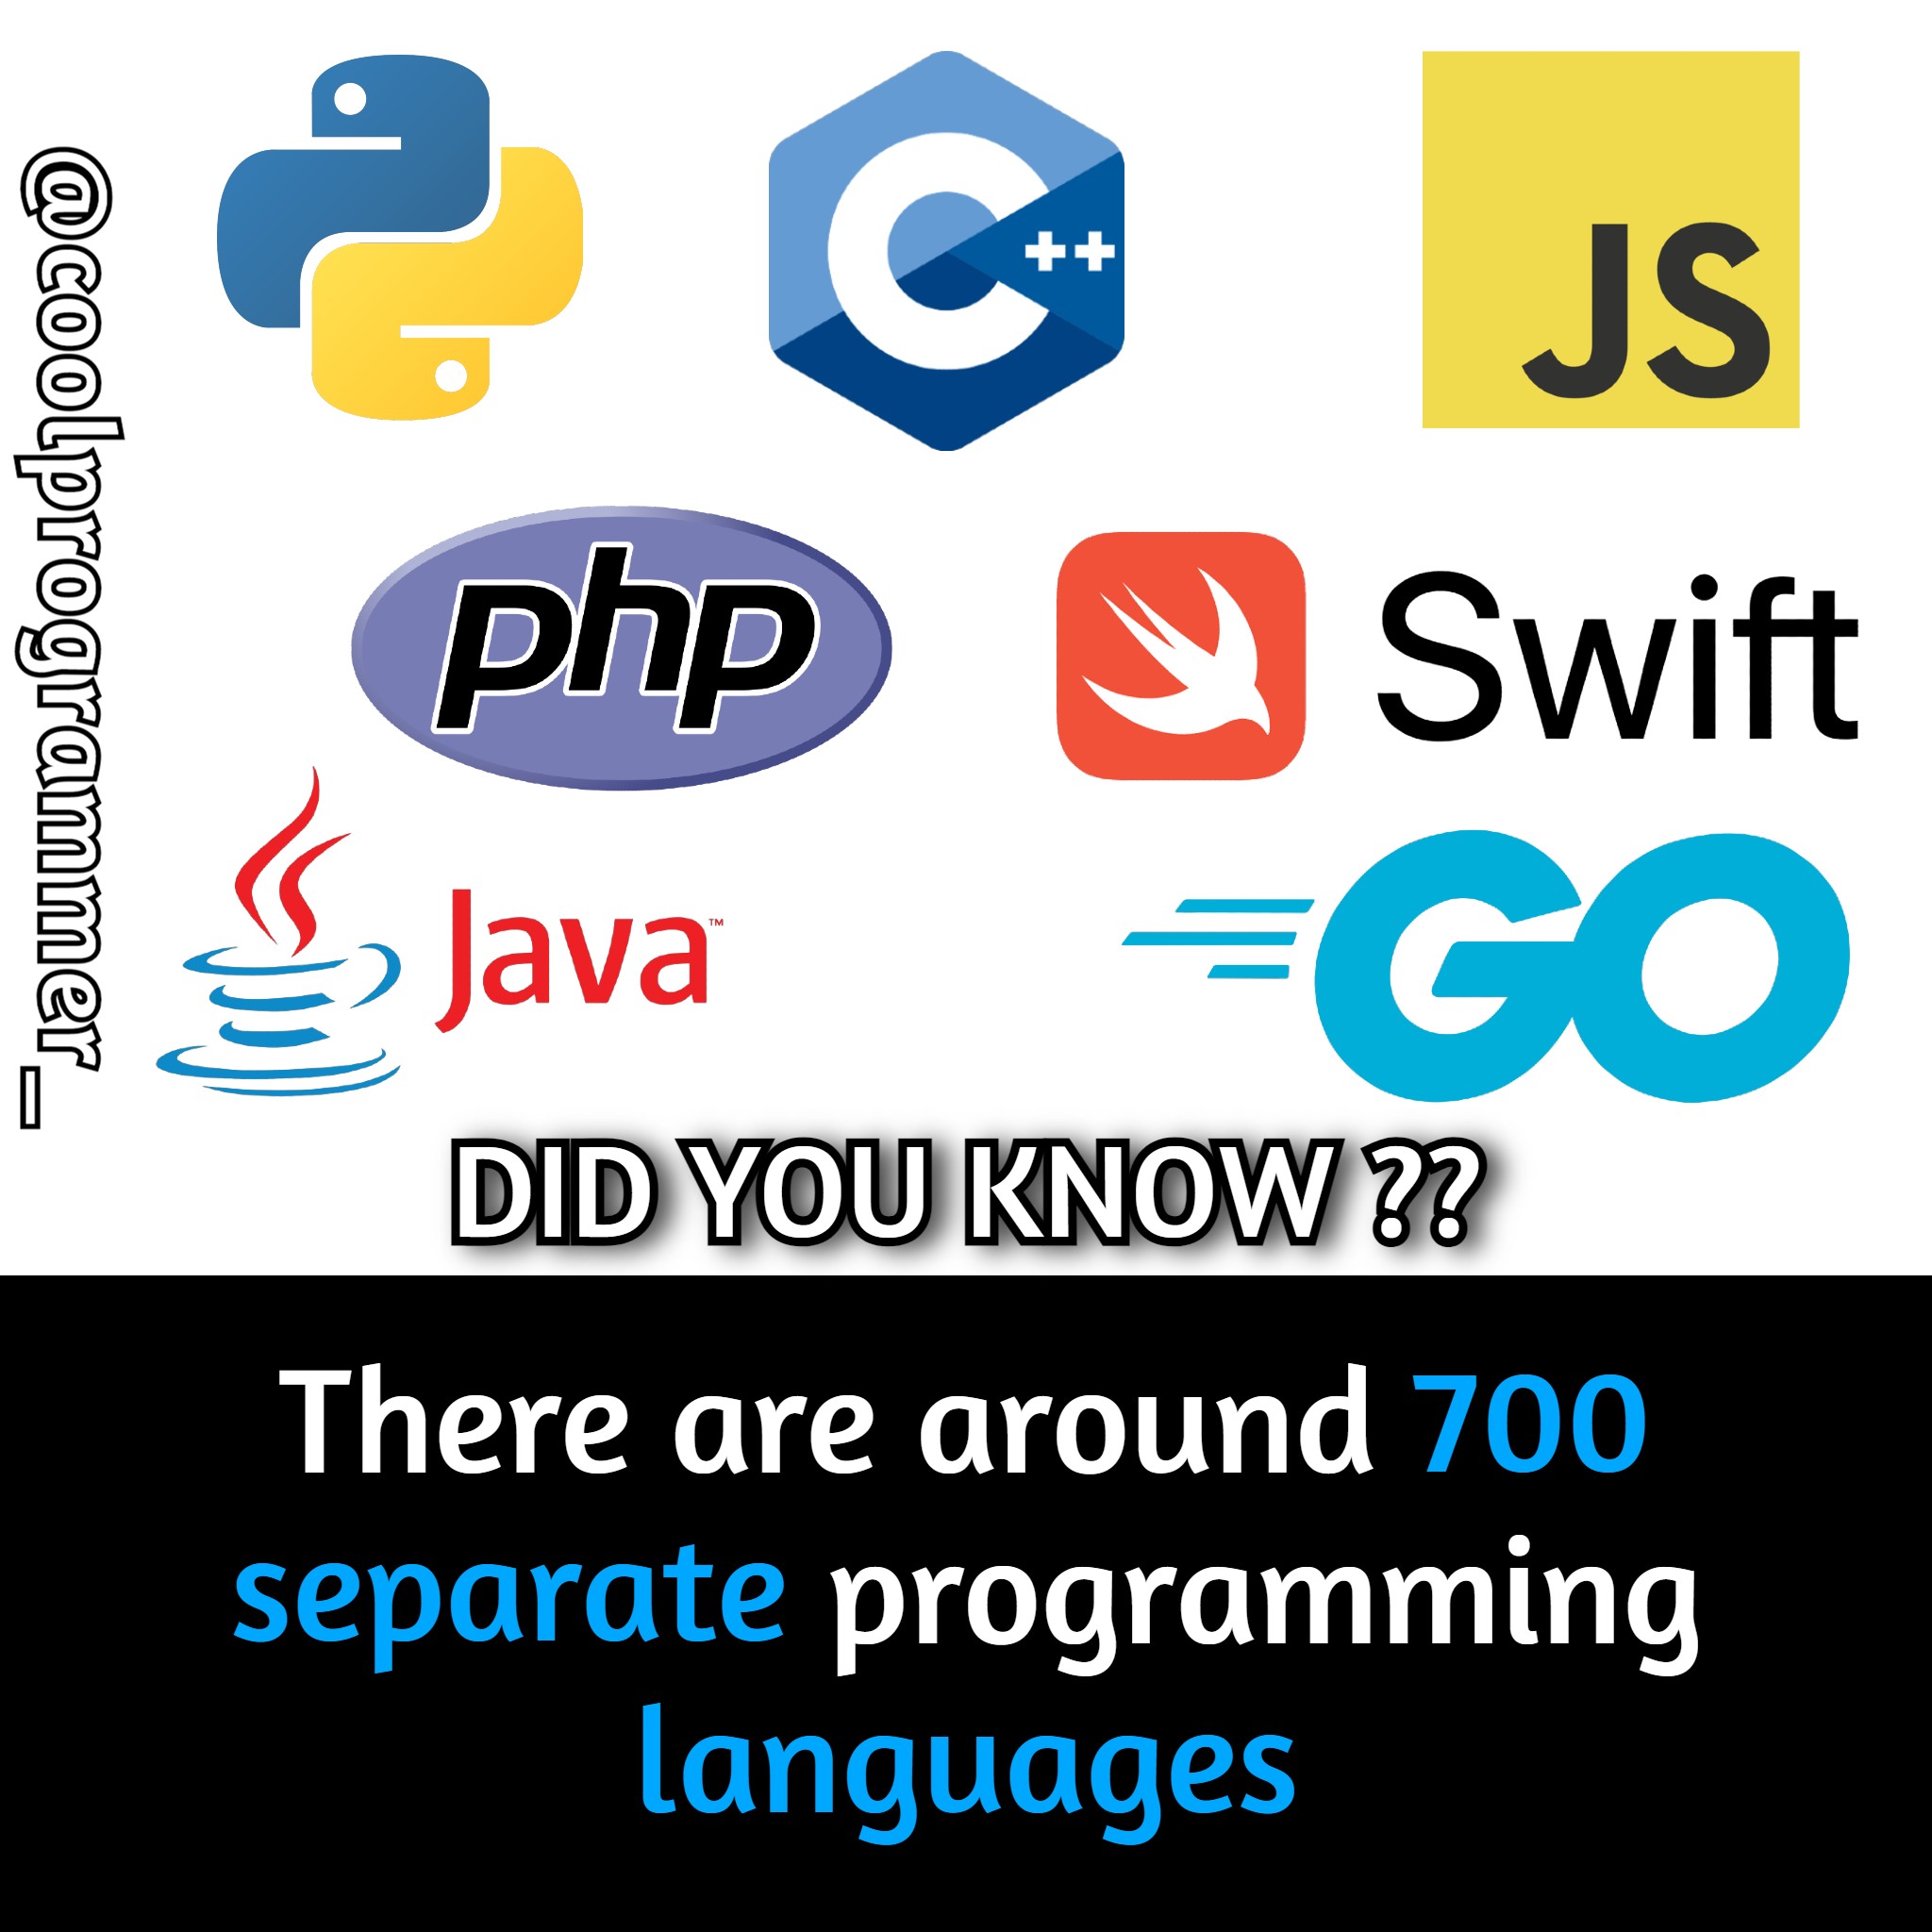 @coolprogrammer_
C++
JS
php
Swift
Java™
GO
DID YOU KNOW ??
There are around 700
separate programming
languages